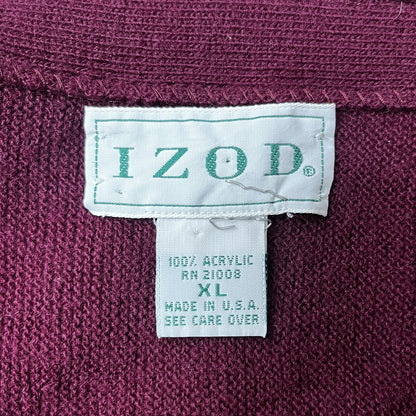 IZOD®
100% ACRYLIC
RN 21008
XL
MADE IN U.S.A.
SEE CARE OVER